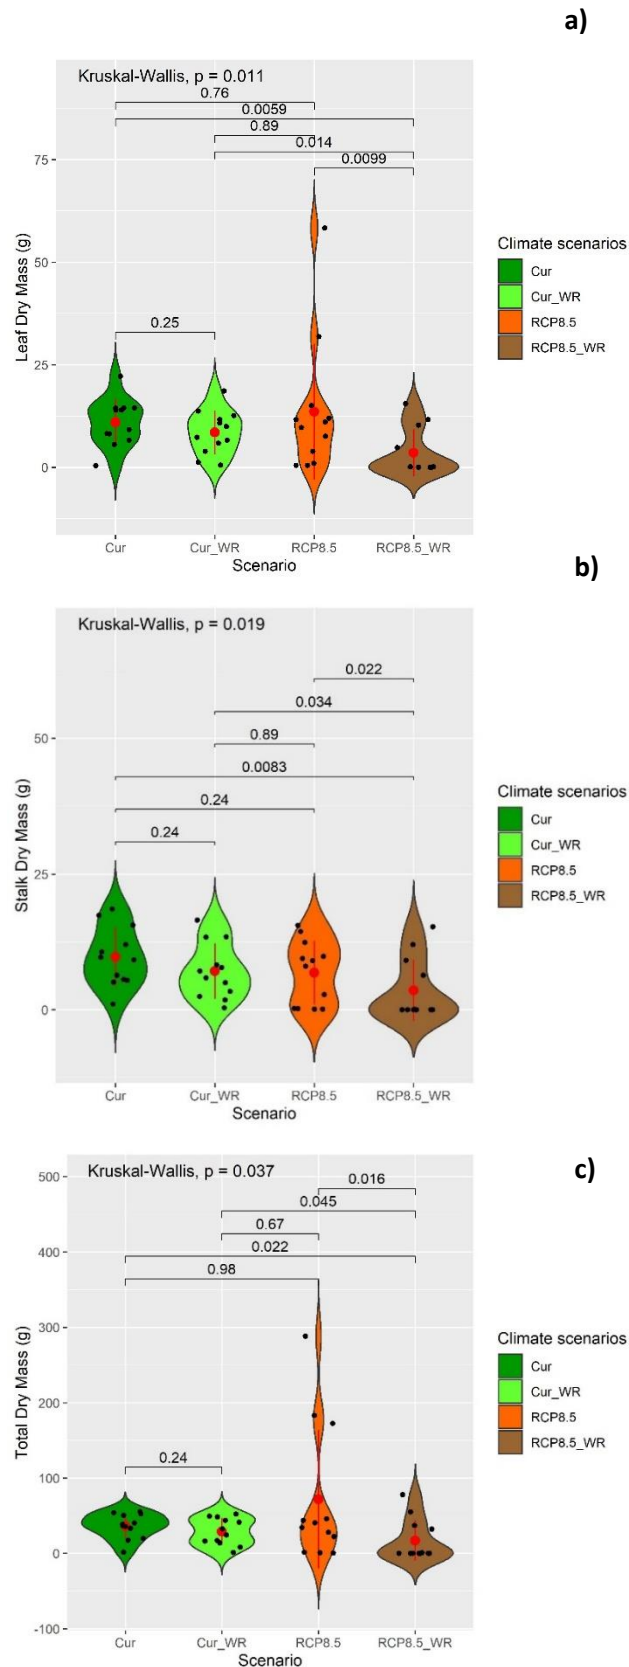 a)
Kruskal-Wallis, p = 0.011
0.76
0.0059
0.89
0.014
0.0099
0.25
75
50
25
0
Leaf Dry Mass (g)
Cur
Cur_WR
RCP8.5
RCP8.5_WR
Scenario
Climate scenarios
Cur
Cur_WR
RCP8.5
RCP8.5_WR
b)
Kruskal-Wallis, p = 0.019
0.022
0.034
0.89
0.0083
0.24
0.24
50
25
0
Stalk Dry Mass (g)
Cur
Cur_WR
RCP8.5
RCP8.5_WR
Scenario
Climate scenarios
Cur
Cur_WR
RCP8.5
RCP8.5_WR
c)
Kruskal-Wallis, p = 0.037
0.016
0.045
0.67
0.022
0.98
0.24
500
400
300
200
100
0
-100
Total Dry Mass (g)
Cur
Cur_WR
RCP8.5
RCP8.5_WR
Scenario
Climate scenarios
Cur
Cur_WR
RCP8.5
RCP8.5_WR